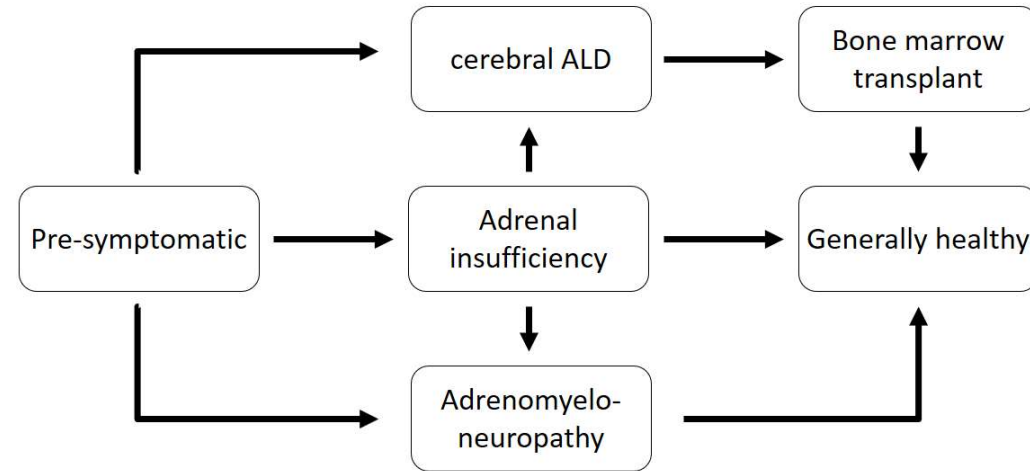 cerebral ALD
Bone marrow
transplant
Pre-symptomatic
Adrenal
insufficiency
Generally healthy
Adrenomyelo-
neuropathy